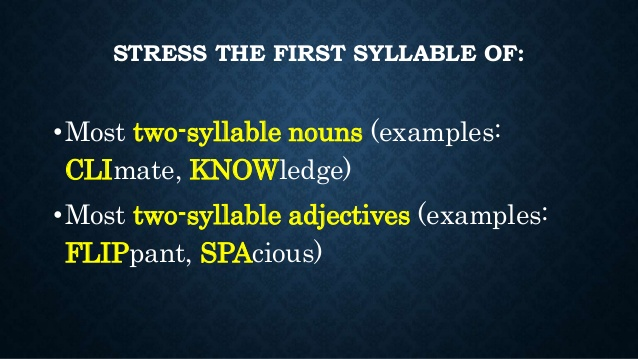 STRESS THE FIRST SYLLABLE OF:
•Most two-syllable nouns (examples:
CLImate, KNOWledge)
•Most two-syllable adjectives (examples:
FLIPpant, SPAcious)